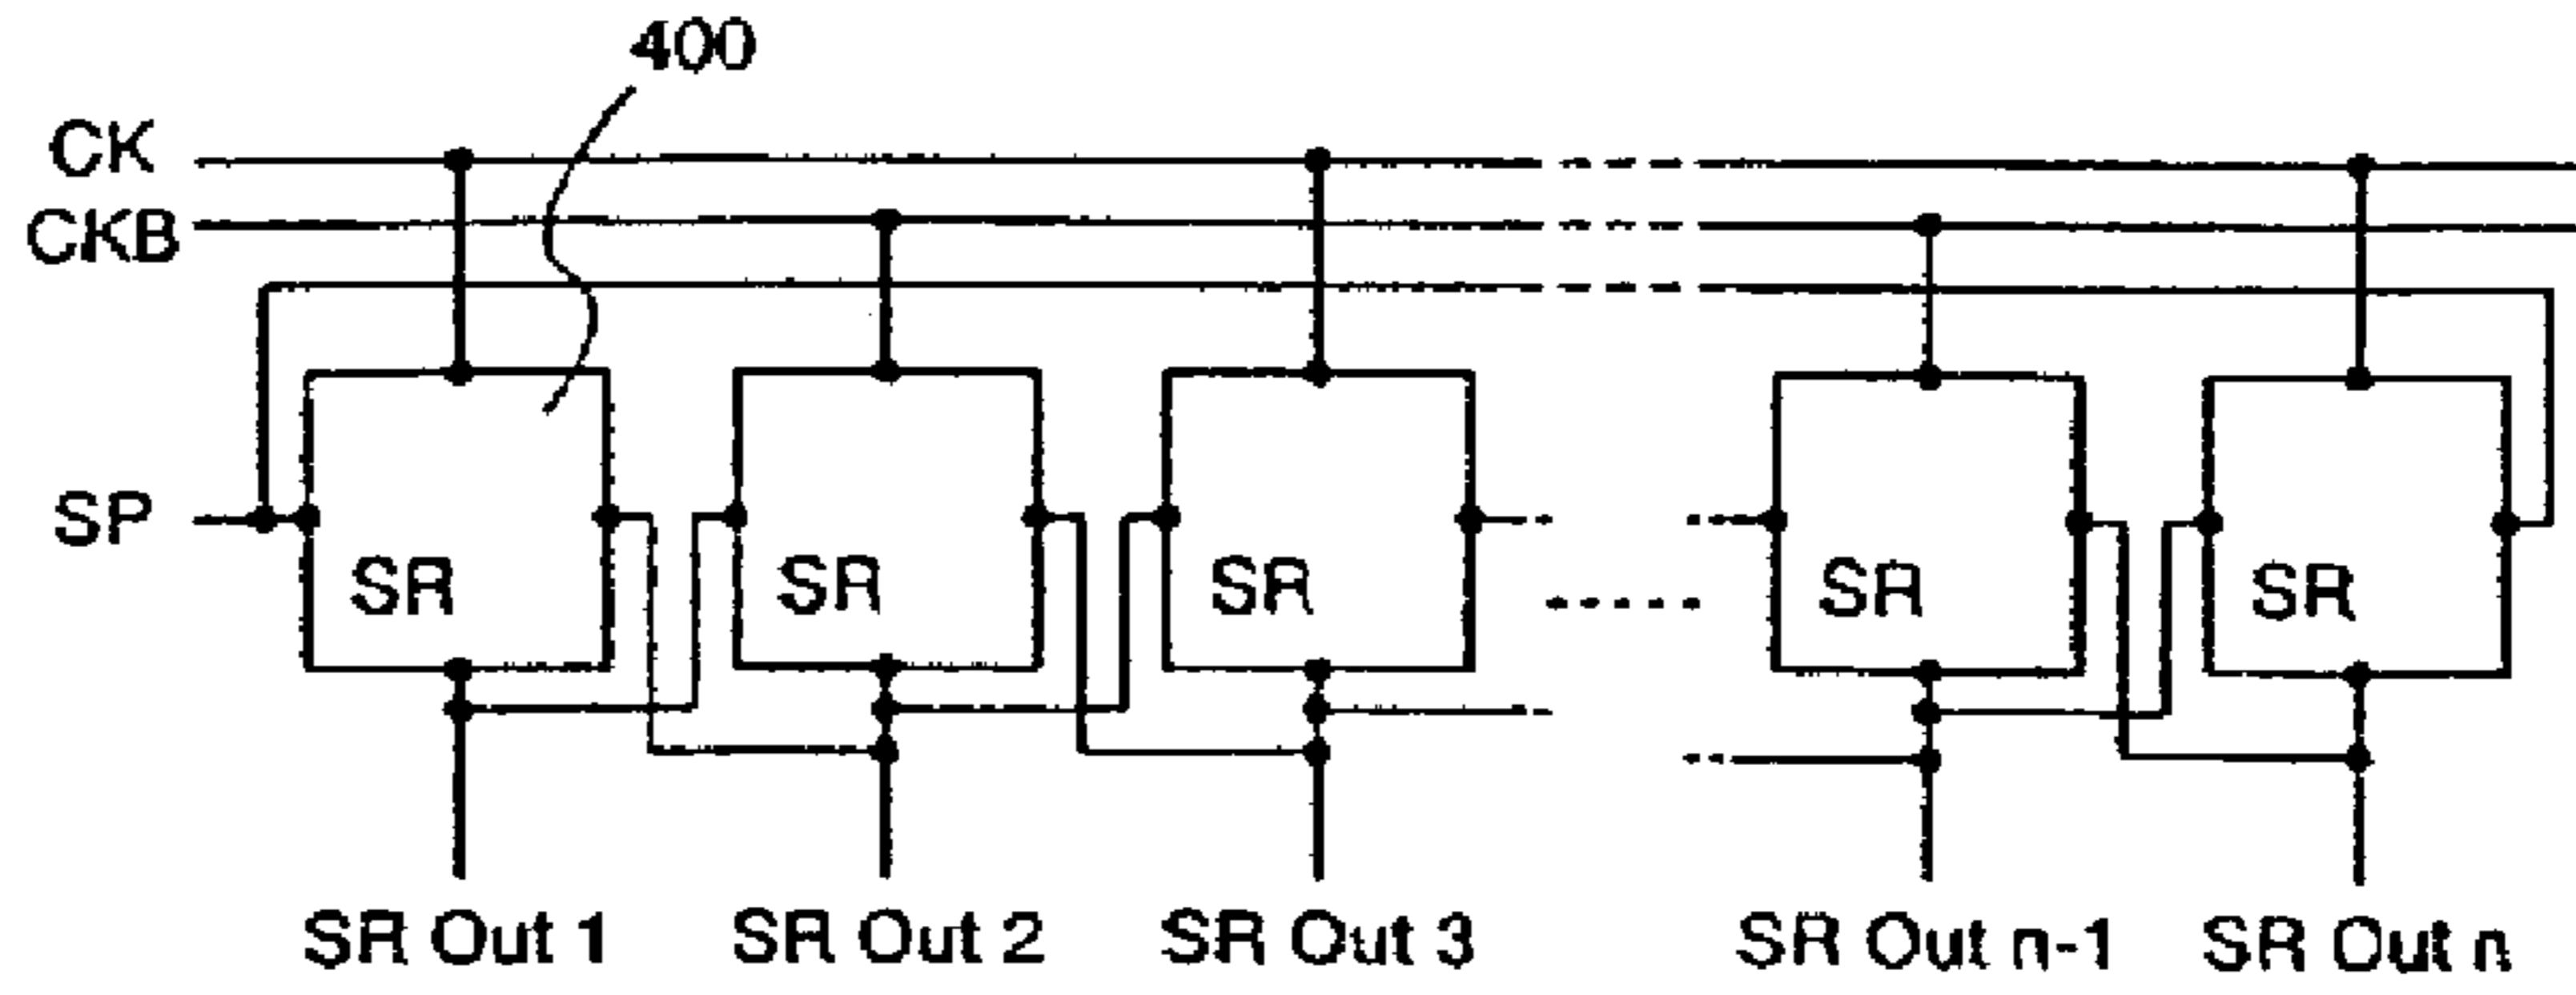 400
CK
CKB
SP
SR SR SR SR SR
SR Out 1 SR Out 2 SR Out 3 SR Out n-1 SR Out n